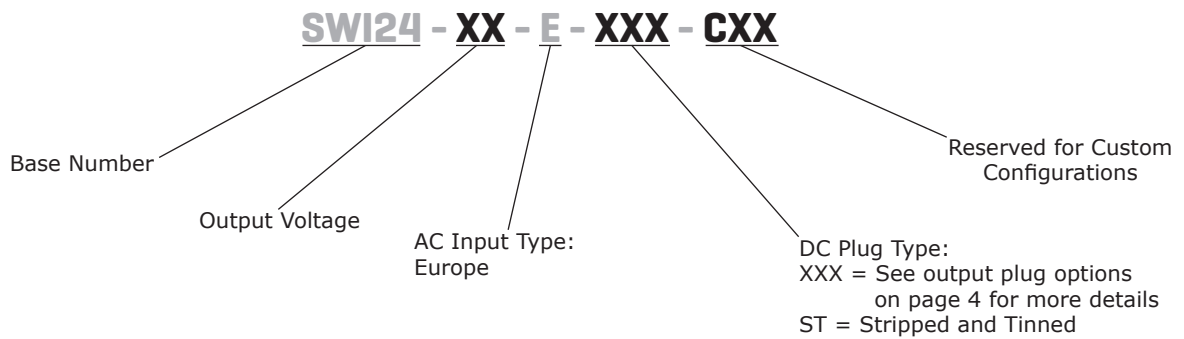 SWI24 - XX - E - XXX - CXX
Base Number
Output Voltage
AC Input Type:
Europe
DC Plug Type:
XXX = See output plug options
on page 4 for more details
ST = Stripped and Tinned
Reserved for Custom
Configurations